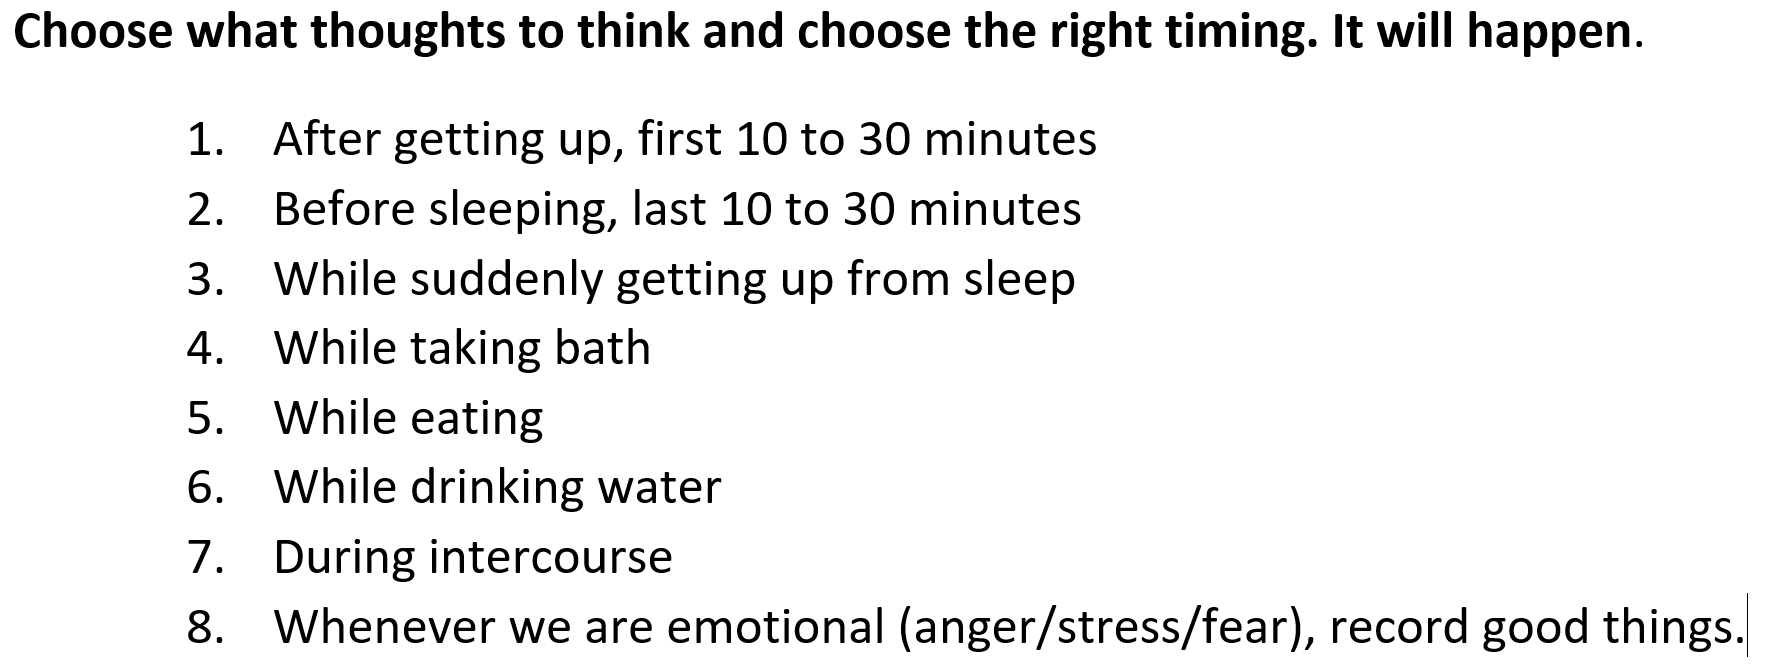 Choose what thoughts to think and choose the right timing. It will happen.
1. After getting up, first 10 to 30 minutes
2. Before sleeping, last 10 to 30 minutes
3. While suddenly getting up from sleep
4. While taking bath
5. While eating
6. While drinking water
7. During intercourse
8. Whenever we are emotional (anger/stress/fear), record good things.